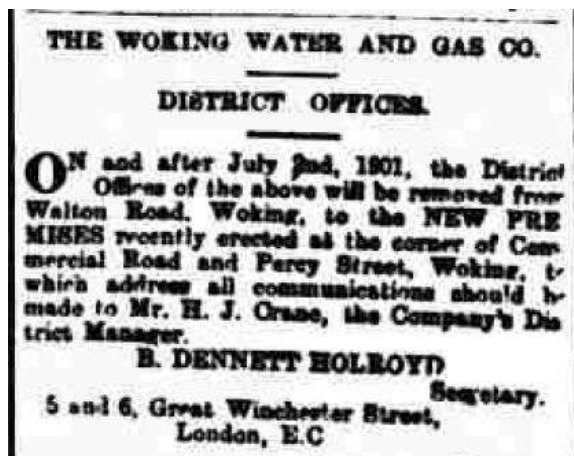 THE WOKING WATER AND GAS CO.
DISTRICT OFFICES.
ON and after July 2nd, 1901, the District
Offices of the above will be removed from
Walton Road, Woking, to the NEW PRE
MISES recently erected at the corner of Com
mercial Road and Percy Street, Woking, t
which address all communications should b
made to Mr. H. J. Crane, the Company's Dis
trict Manager.
B. DENNETT HOLROYD
Secretary.
5 and 6, Great Winchester Street,
London, E.C